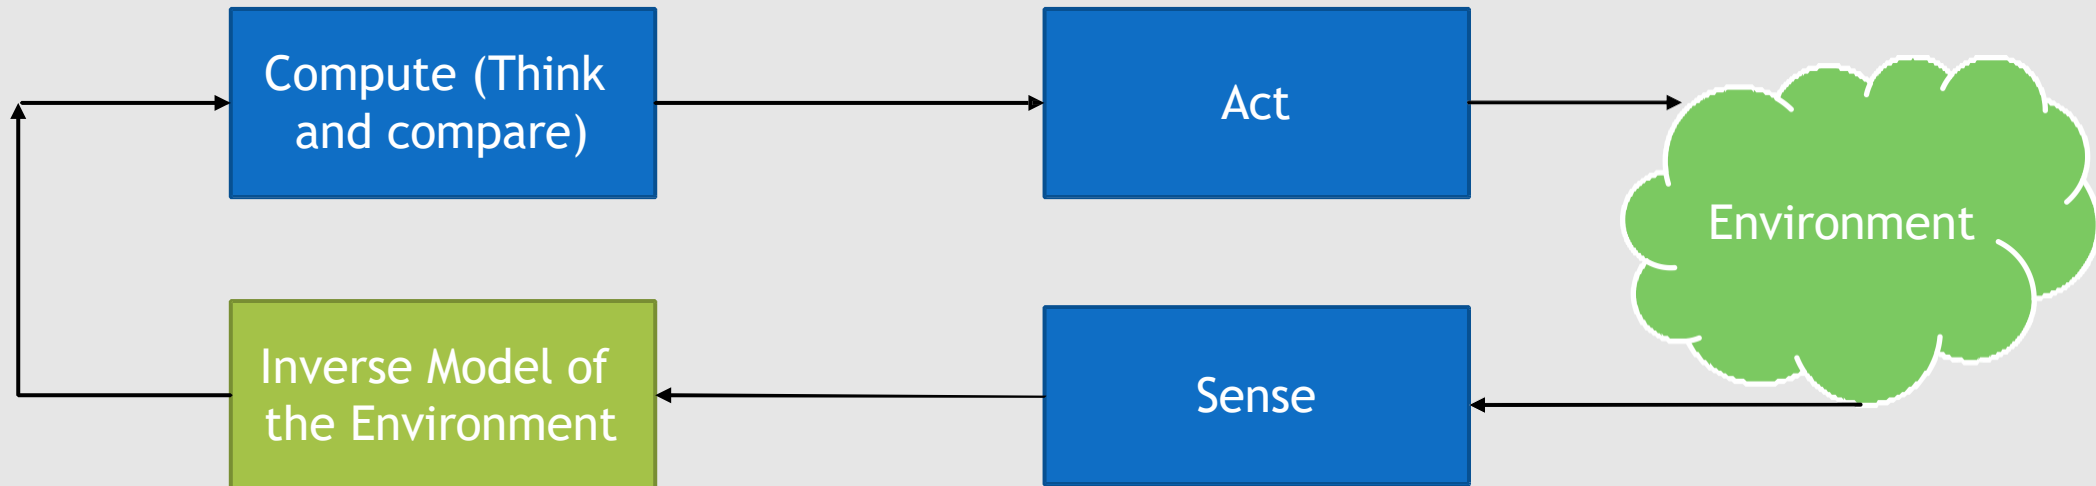 Compute (Think
and compare)
Act
Environment
Inverse Model of
the Environment
Sense